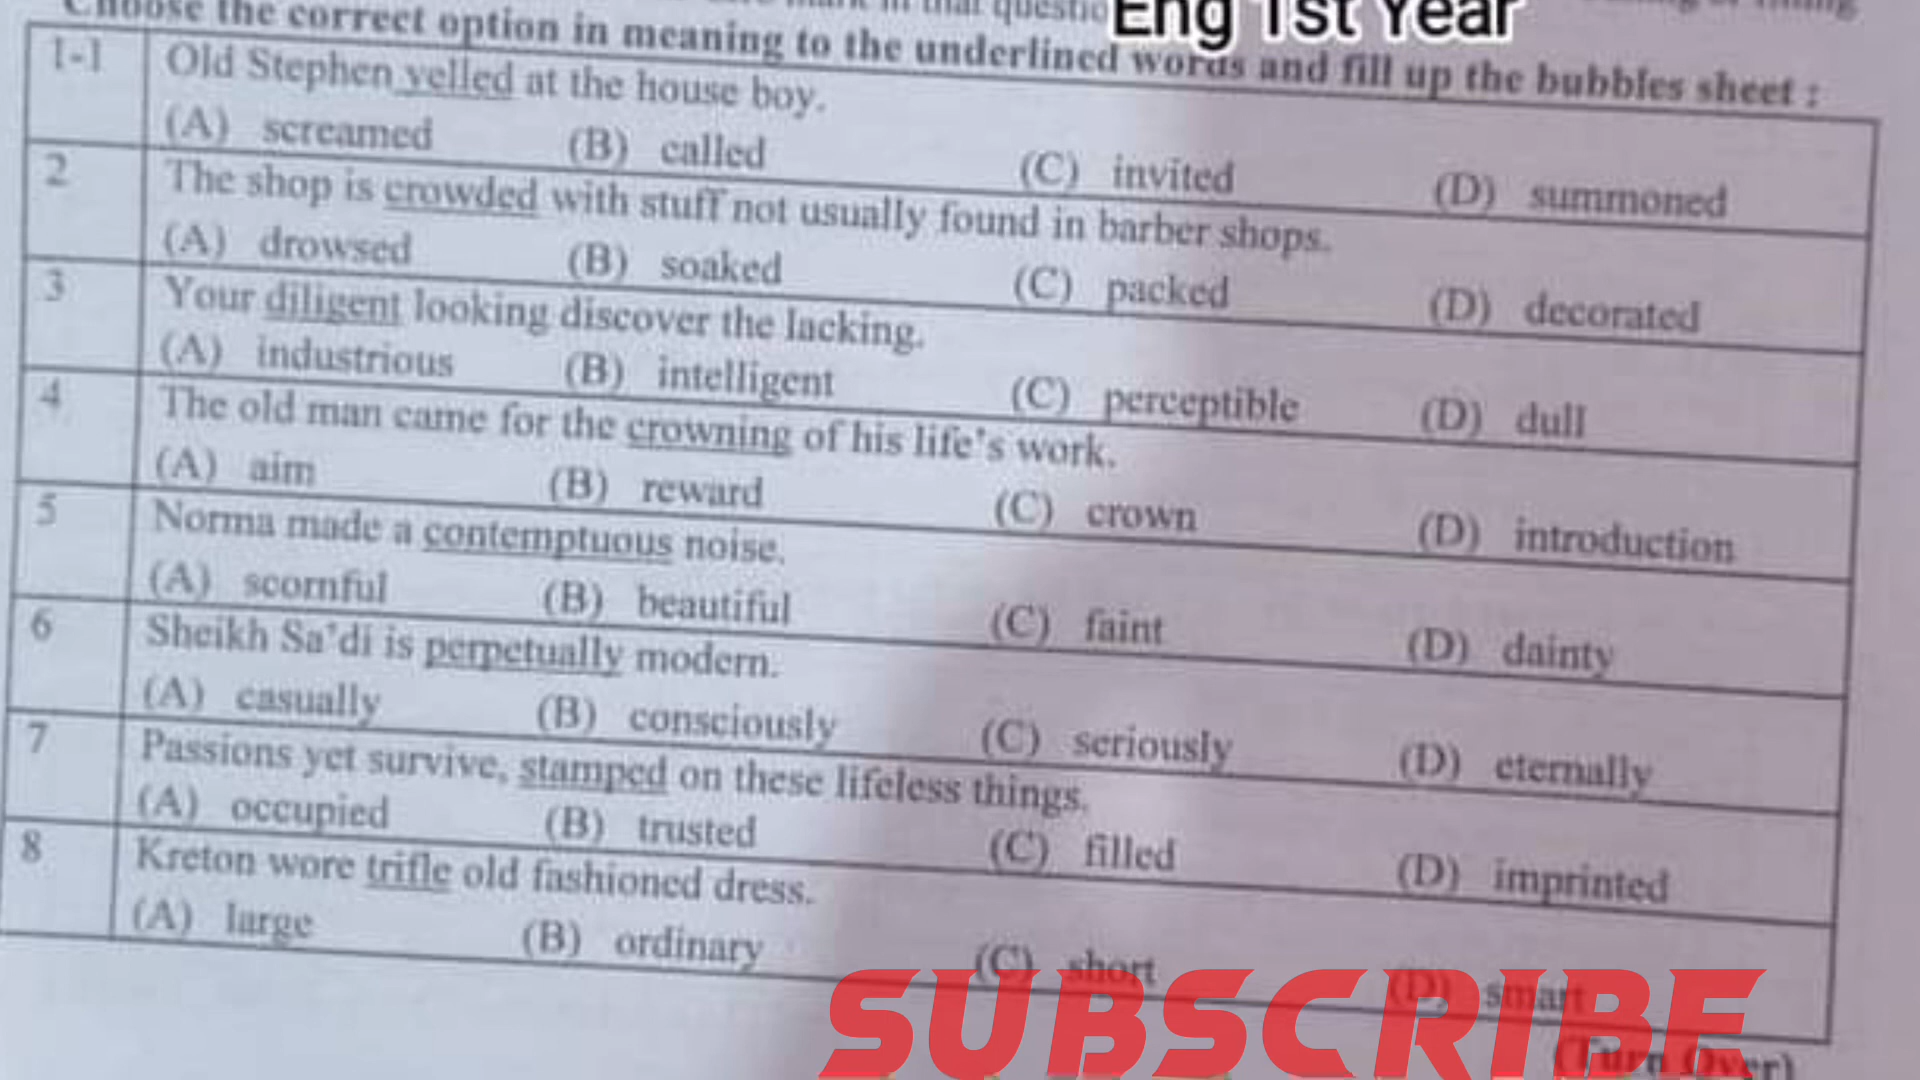 mark in that questio
Eng 1st Year
Choose the correct option in meaning to the underlined words and fill up the bubbles sheet :
1-1 Old Stephen yelled at the house boy.
(A) screamed (B) called (C) invited (D) summoned
2 The shop is crowded with stuff not usually found in barber shops.
(A) drowsed (B) soaked (C) packed (D) decorated
3 Your diligent looking discover the lacking.
(A) industrious (B) intelligent (C) perceptible (D) dull
4 The old man came for the crowning of his life's work.
(A) aim (B) reward (C) crown (D) introduction
5 Norma made a contemptuous noise.
(A) scornful (B) beautiful (C) faint (D) dainty
6 Sheikh Sa'di is perpetually modern.
(A) casually (B) consciously (C) seriously (D) eternally
7 Passions yet survive, stamped on these lifeless things.
(A) occupied (B) trusted (C) filled (D) imprinted
8 Kreton wore trifle old fashioned dress.
(A) large (B) ordinary (C) short (D) smart
SUBSCRIBE
(Turn Over)